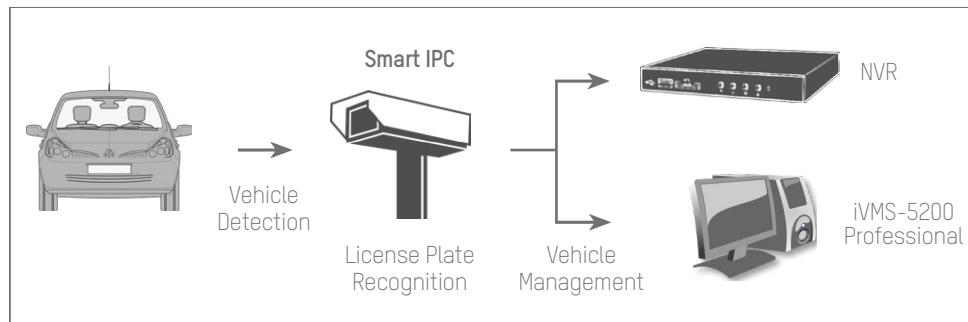 Smart IPC
NVR
Vehicle
Detection
License Plate
Recognition
Vehicle
Management
iVMS-5200
Professional